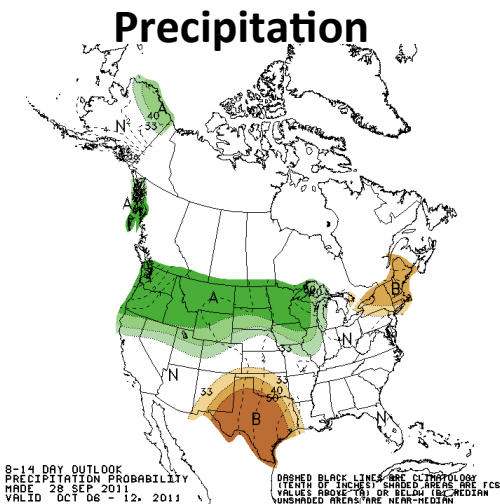 Precipitation
A
40
33
N
A
A
B
33
N
N
33
33
40
50
B
N
8-14 DAY OUTLOOK
PRECIPITATION PROBABILITY
MADE 28 SEP 2011
VALID OCT 06 - 12, 2011
DASHED BLACK LINES ARE CLIMATOLOGY
(TENTH OF INCHES) SHADED AREAS ARE FCS
VALUES ABOVE (A) OR BELOW (B) MEDIAN
UNSHADED AREAS ARE NEAR-MEDIAN